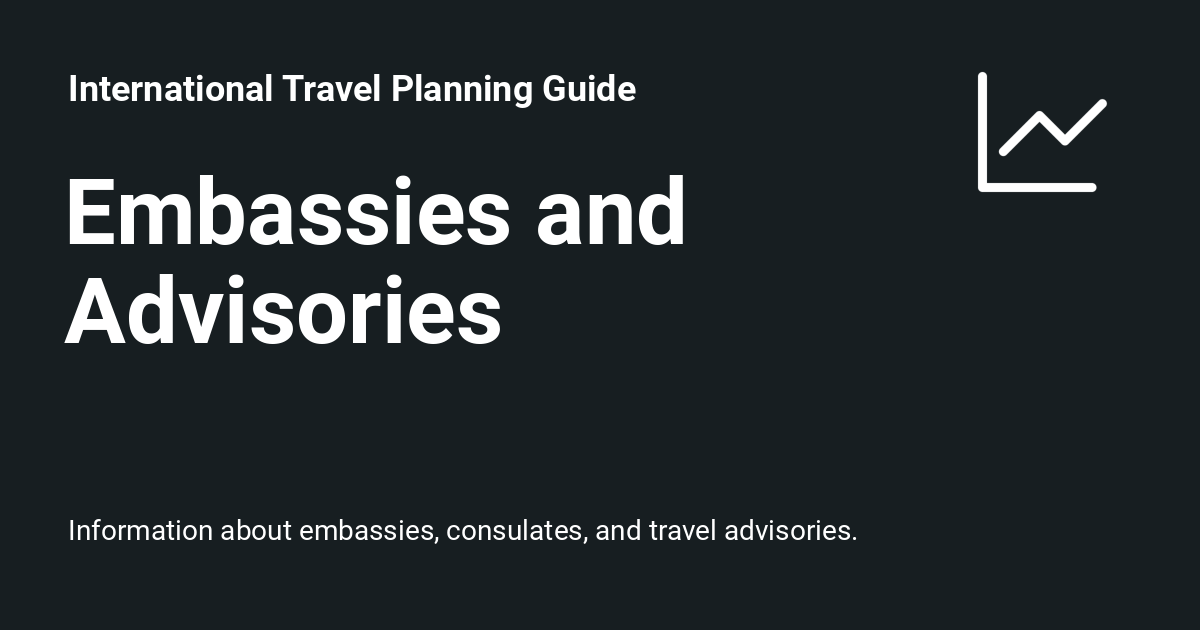 International Travel Planning Guide
Embassies and
Advisories
Information about embassies, consulates, and travel advisories.